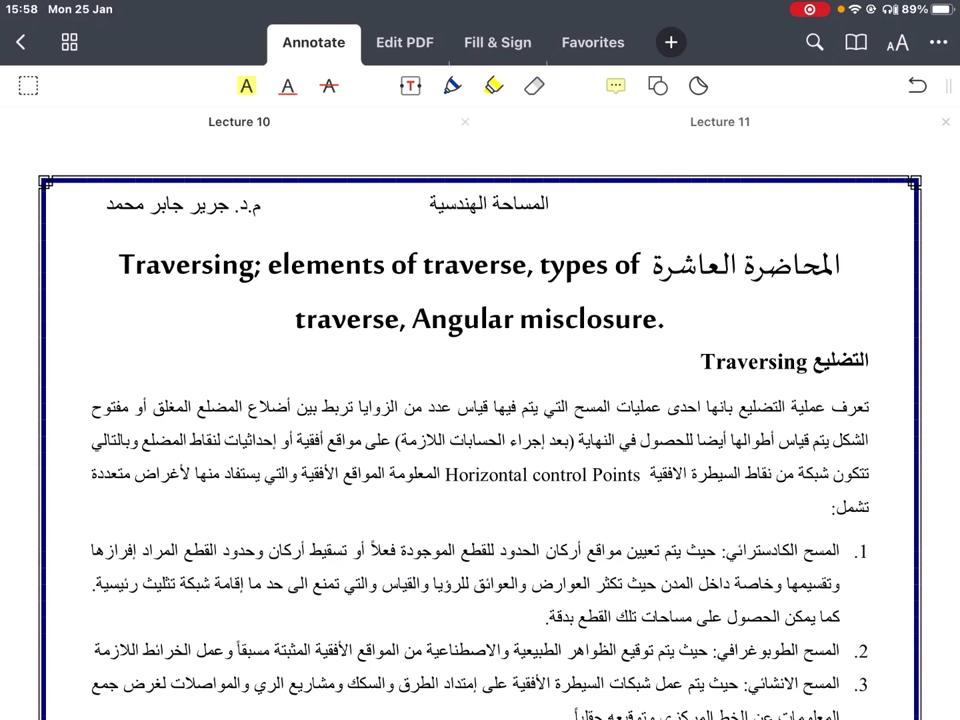 15:58 Mon 25 Jan 89%
Annotate Edit PDF Fill & Sign Favorites
Lecture 10 Lecture 11
المساحة الهندسية م.د. جرير جابر محمد
المحاضرة العاشرة Traversing; elements of traverse, types of
traverse, Angular misclosure.
التضليع Traversing
تعرف عملية التضليع بانها احدى عمليات المسح التي يتم فيها قياس عدد من الزوايا تربط بين أضلاع المضلع المغلق أو مفتوح
الشكل يتم قياس أطوالها أيضا للحصول في النهاية (بعد إجراء الحسابات اللازمة) على مواقع أفقية أو إحداثيات لنقاط المضلع وبالتالي
تتكون شبكة من نقاط السيطرة الافقية Horizontal control Points المعلومة المواقع الأفقية والتي يستفاد منها لأغراض متعددة
تشمل:
1. المسح الكادسترائي: حيث يتم تعيين مواقع أركان الحدود للقطع الموجودة فعلاً أو تسقيط أركان وحدود القطع المراد إفرازها
وتقسيمها وخاصة داخل المدن حيث تكثر العوارض والعوائق للرؤيا والقياس والتي تمنع الى حد ما إقامة شبكة تثليث رئيسية.
كما يمكن الحصول على مساحات تلك القطع بدقة.
2. المسح الطوبوغرافي: حيث يتم توقيع الظواهر الطبيعية والاصطناعية من المواقع الأفقية المثبتة مسبقاً وعمل الخرائط اللازمة
3. المسح الانشائي: حيث يتم عمل شبكات السيطرة الأفقية على إمتداد الطرق والسكك ومشاريع الري والمواصلات لغرض جمع
المعلومات عن الخط المركزي وتوقيعه حقلياً.